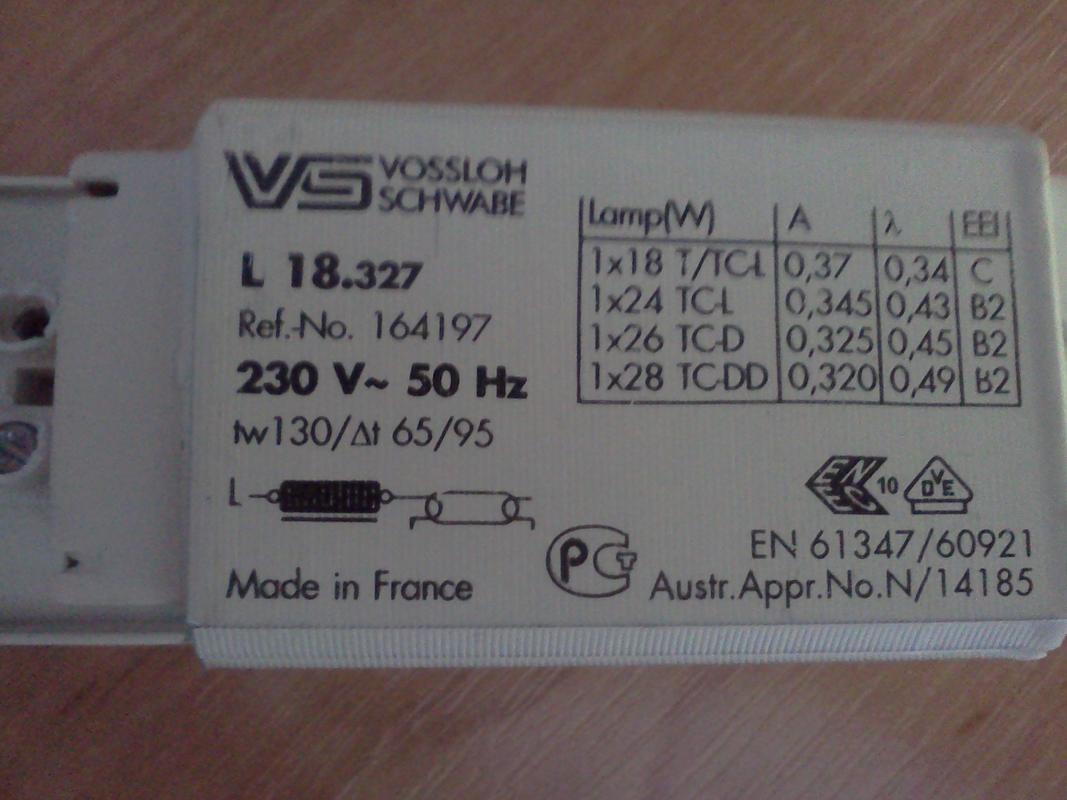 VS VOSSLOH
SCHWABE
L 18.327
Ref.-No. 164197
230 V~ 50 Hz
tw130/Δt 65/95
L
Made in France
Lamp(W) A λ EEI
1x18 T/TC-L 0,37 0,34 C
1x24 TC-L 0,345 0,43 B2
1x26 TC-D 0,325 0,45 B2
1x28 TC-DD 0,320 0,49 B2
ENEC 10 DVE
PCT
EN 61347/60921
Austr.Appr.No.N/14185